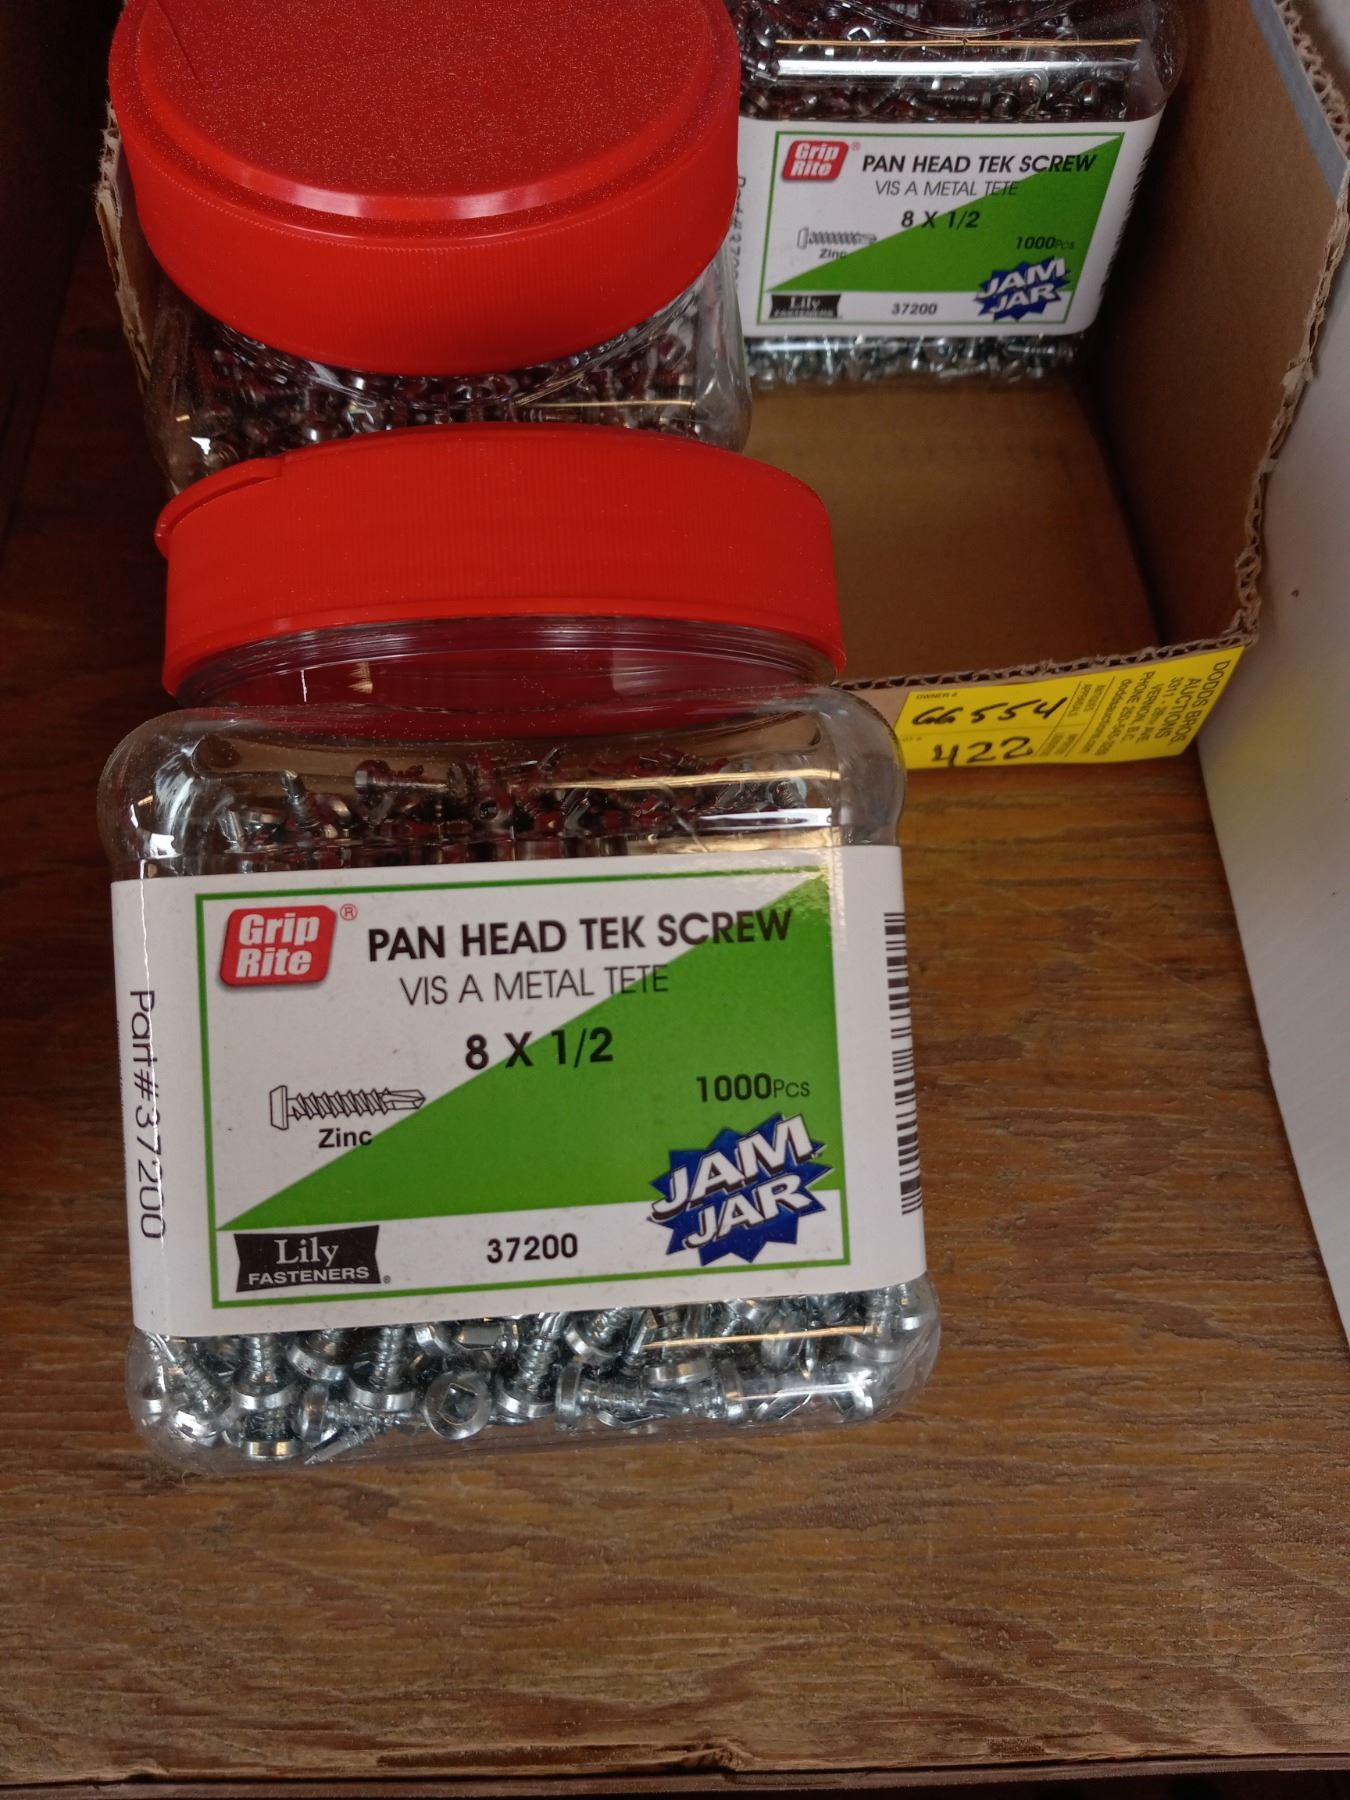 Grip
Rite
®
PAN HEAD TEK SCREW
VIS A METAL TETE
8 X 1/2
1000Pcs
Zinc
JAM
JAR
Lily
FASTENERS
37200
OWNER #
GG 554
422
DODDS BROS.
AUCTIONS
VERNON, B.C.
Grip
Rite
®
PAN HEAD TEK SCREW
VIS A METAL TETE
8 X 1/2
1000Pcs
Zinc
JAM
JAR
Lily
FASTENERS
®
37200
Part#37200